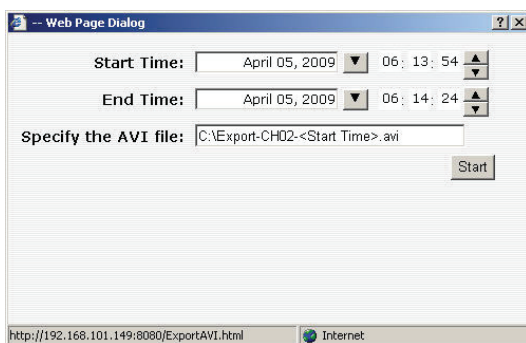 -- Web Page Dialog
Start Time: April 05, 2009 06: 13: 54
End Time: April 05, 2009 06: 14: 24
Specify the AVI file: C:\Export-CH02-<Start Time>.avi
Start
http://192.168.101.149:8080/ExportAVI.html Internet